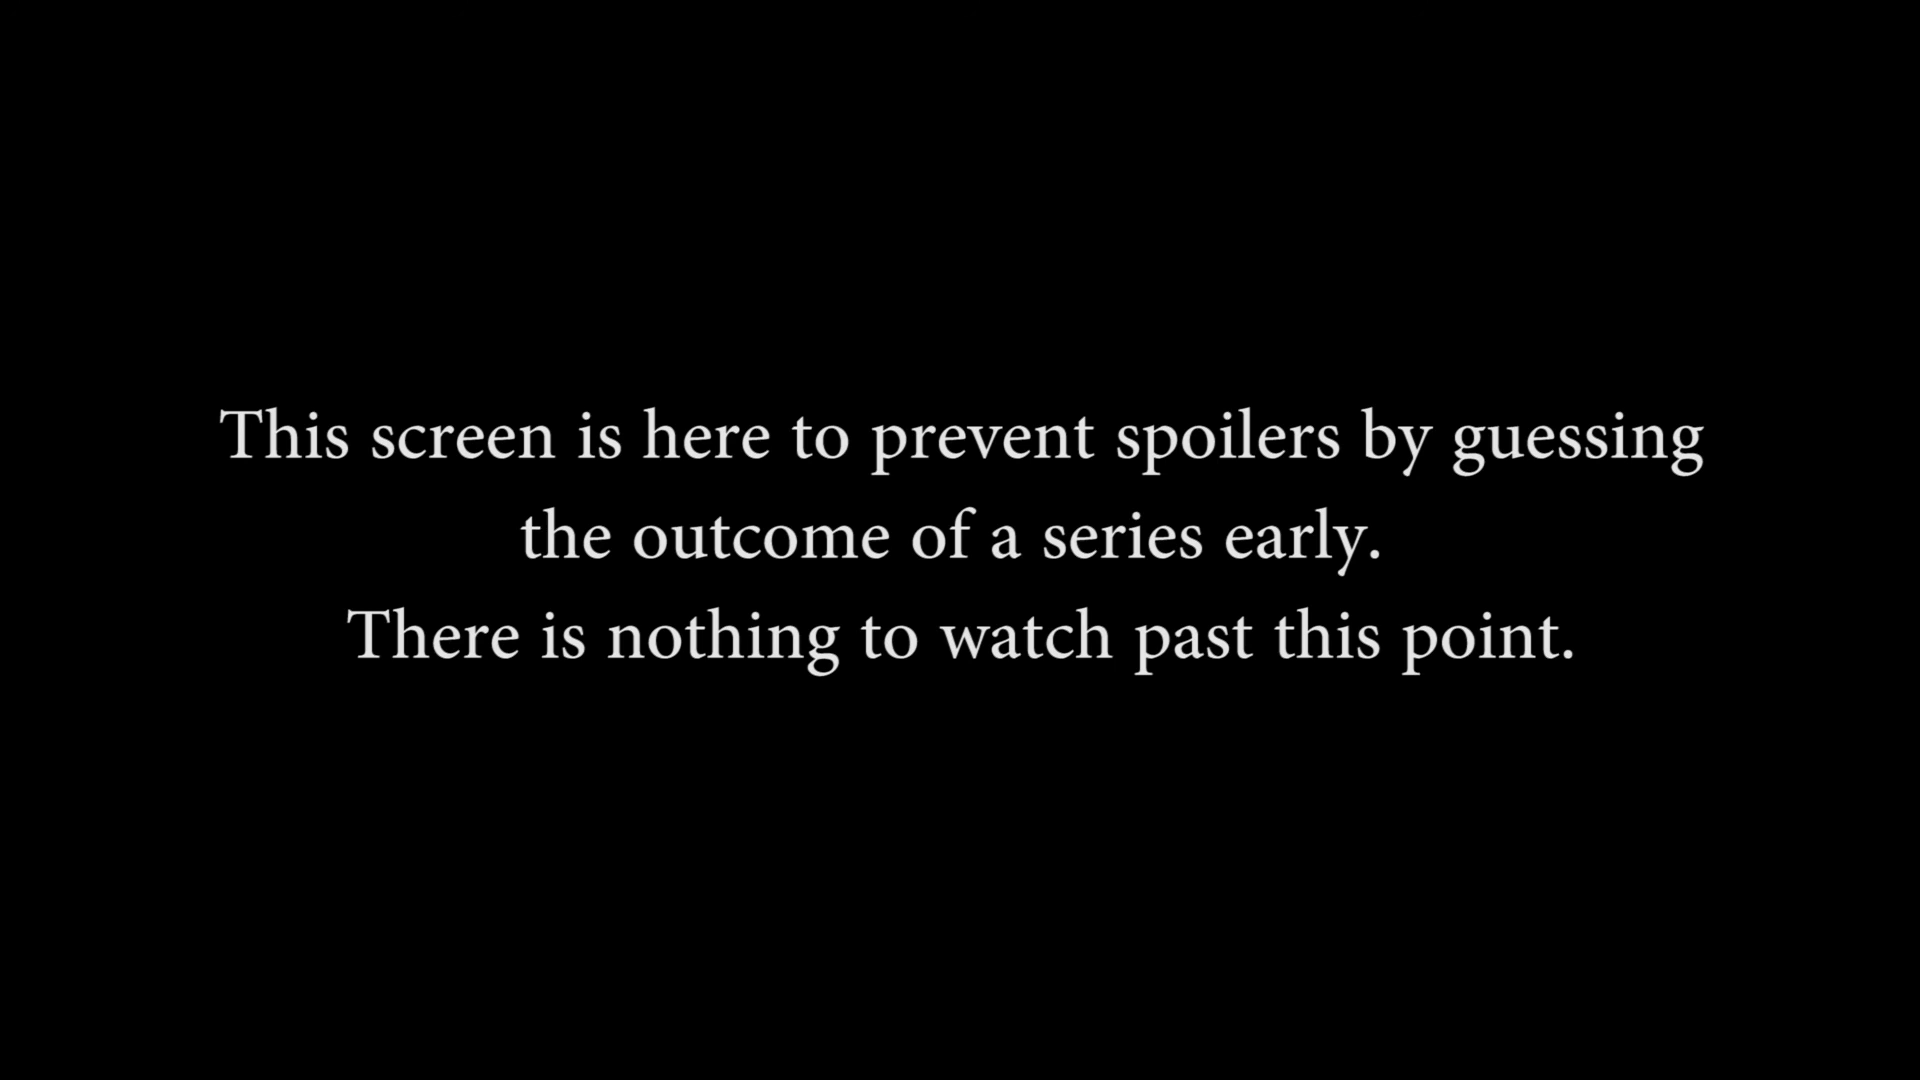 This screen is here to prevent spoilers by guessing
the outcome of a series early.
There is nothing to watch past this point.